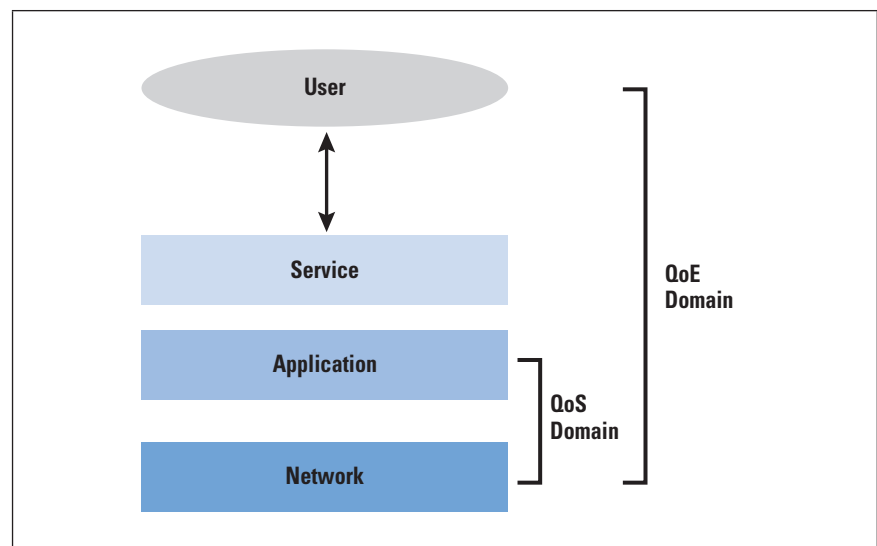 User
Service
QoE
Domain
Application
QoS
Domain
Network